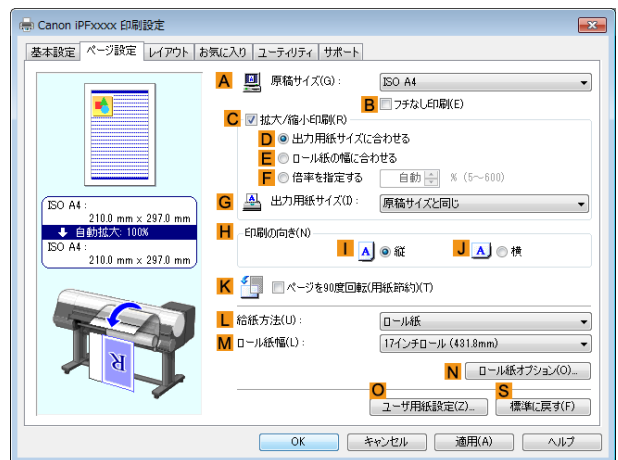 Canon iPFxxxx 印刷設定
基本設定 ページ設定 レイアウト お気に入り ユーティリティ サポート
A 原稿サイズ(G): ISO A4
B フチなし印刷(E)
C 拡大/縮小印刷(R)
D 出力用紙サイズに合わせる
E ロール紙の幅に合わせる
F 倍率を指定する 自動 % (5～600)
G 出力用紙サイズ(I): 原稿サイズと同じ
ISO A4 :
210.0 mm x 297.0 mm
自動拡大: 100%
ISO A4 :
210.0 mm x 297.0 mm
H 印刷の向き(N)
I A 縦 J A 横
K ページを90度回転(用紙節約)(T)
L 給紙方法(U): ロール紙
M ロール紙幅(L): 17インチロール (431.8mm)
R
N ロール紙オプション(O)...
O S
ユーザ用紙設定(Z)... 標準に戻す(F)
OK キャンセル 適用(A) ヘルプ